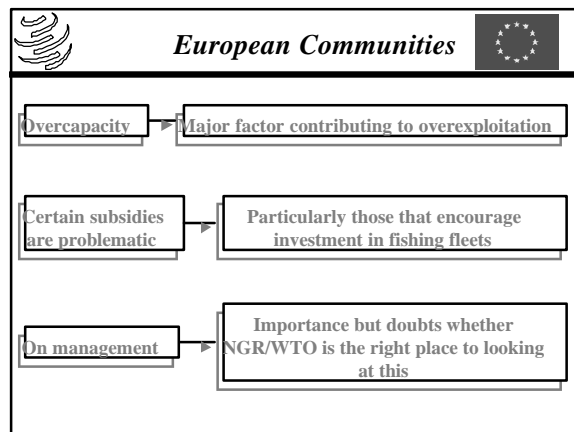 European Communities
Overcapacity
Major factor contributing to overexploitation
Certain subsidies
are problematic
Particularly those that encourage
investment in fishing fleets
On management
Importance but doubts whether
NGR/WTO is the right place to looking
at this